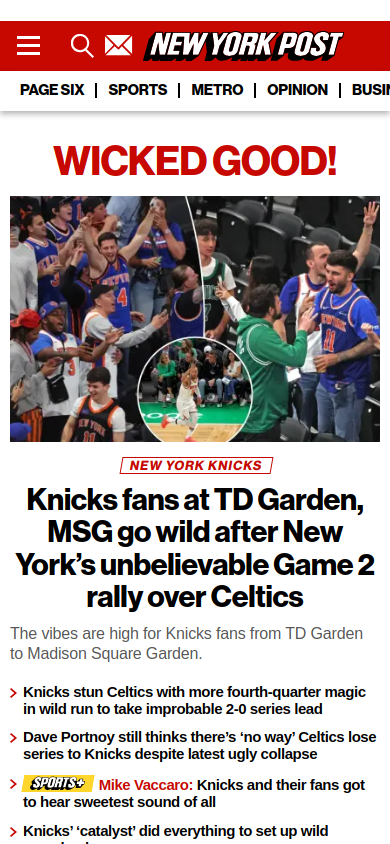 NEW YORK POST
PAGE SIX
SPORTS
METRO
OPINION
BUSI
WICKED GOOD!
NEW YORK KNICKS
Knicks fans at TD Garden,
MSG go wild after New
York’s unbelievable Game 2
rally over Celtics
The vibes are high for Knicks fans from TD Garden
to Madison Square Garden.
Knicks stun Celtics with more fourth-quarter magic
in wild run to take improbable 2-0 series lead
Dave Portnoy still thinks there’s ‘no way’ Celtics lose
series to Knicks despite latest ugly collapse
SPORTS+ Mike Vaccaro: Knicks and their fans got
to hear sweetest sound of all
Knicks’ ‘catalyst’ did everything to set up wild